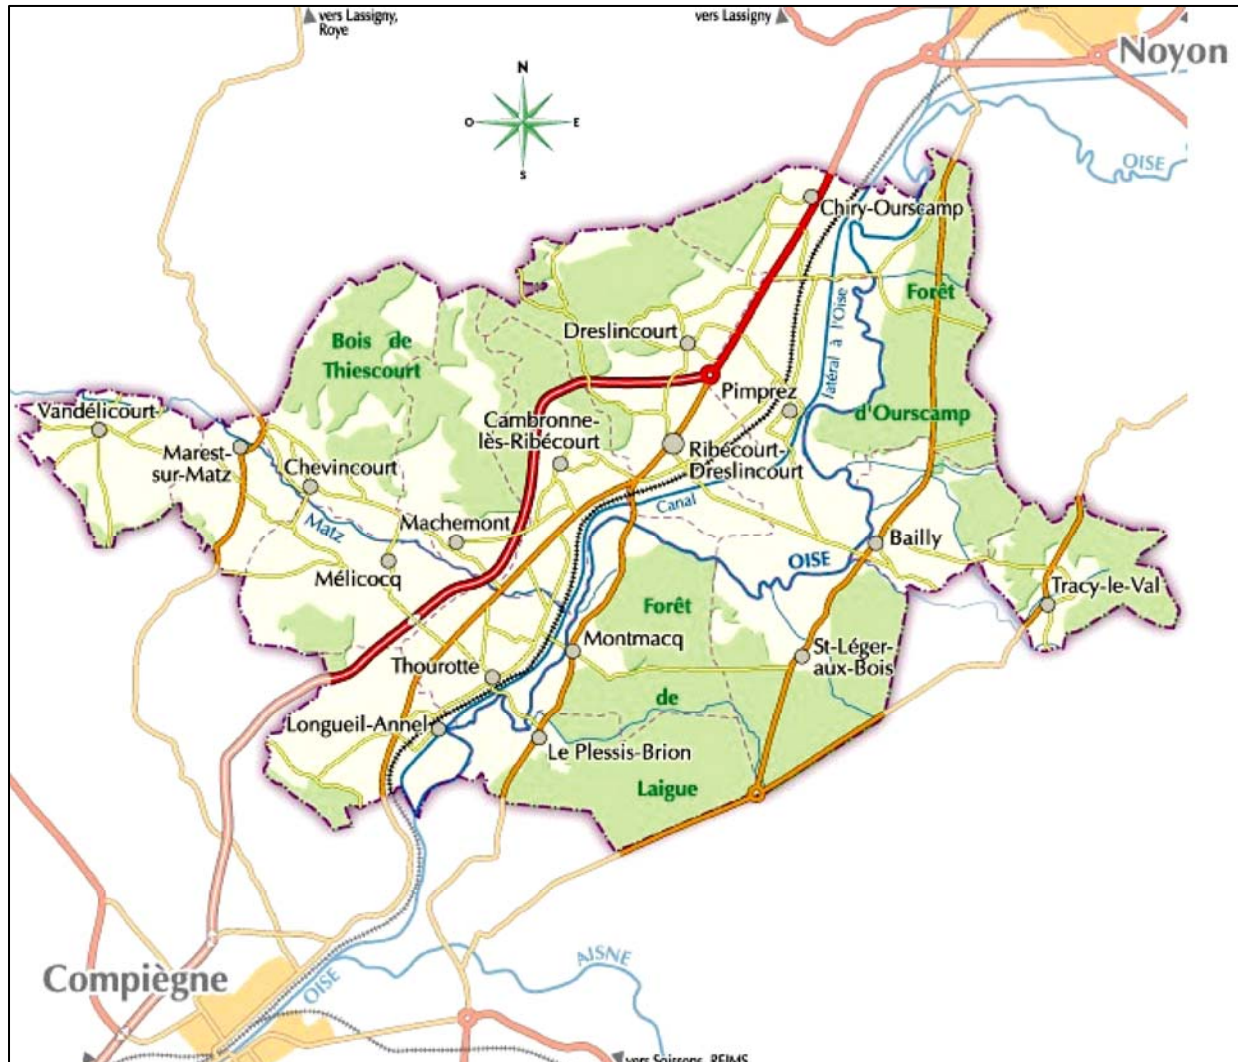 vers Lassigny,
Roye
vers Lassigny
Noyon
N
O
E
S
OISE
Chiry-Ourscamp
Forêt
latéral à l'Oise
Dreslincourt
Bois de
Thiescourt
Pimprez
Vandélicourt
Cambronne-
lès-Ribécourt
d'Ourscamp
Marest-
sur-Matz
Chevincourt
Ribécourt-
Dreslincourt
Canal
Machemont
Matz
Bailly
OISE
Mélicocq
Tracy-le-Val
Forêt
Montmacq
St-Léger-
aux-Bois
Thourotte
de
Longueil-Annel
Le Plessis-Brion
Laigue
Compiègne
OISE
AISNE
vers Soissons, REIMS